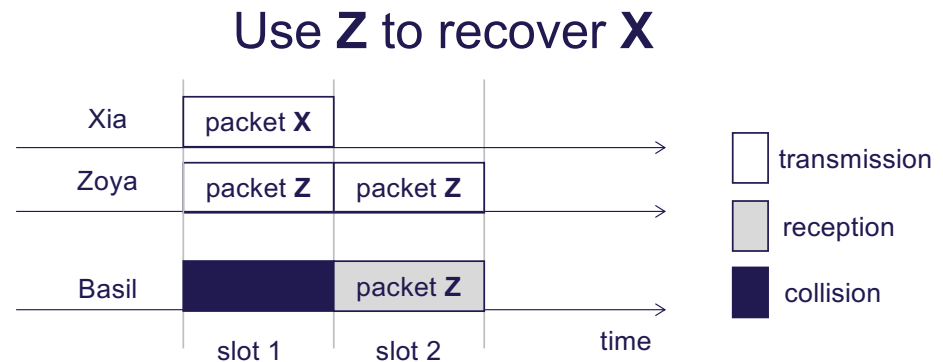 Use Z to recover X
Xia
packet X
Zoya
packet Z
packet Z
Basil
packet Z
slot 1
slot 2
time
transmission
reception
collision